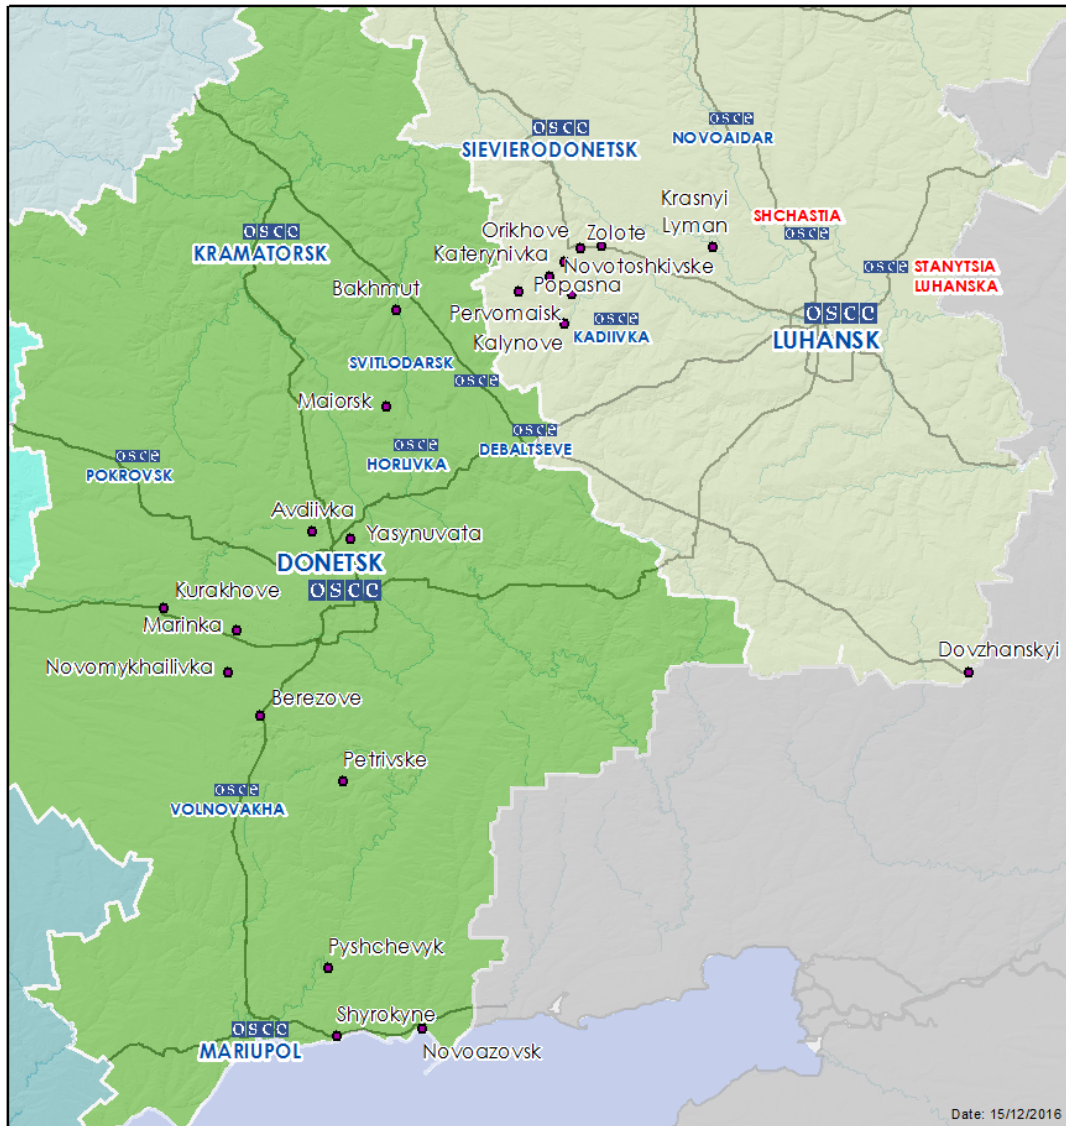 OSCE
SIEVIERODONETSK
osce
NOVOAIDAR
OSCE
KRAMATORSK
Orikhove
Zolote
Krasnyi
Lyman
SHCHASTIA
osce
Katerynivka
Novotoshkivske
osce
STANYTSIA
LUHANSKA
Bakhmut
Popasna
Pervomaisk
Kalynove
osce
KADIIVKA
OSCE
LUHANSK
SVITLODARSK
osce
Maiorsk
osce
HORLIVKA
osce
DEBALTSEVE
osce
POKROVSK
Avdiivka
Yasynuvata
DONETSK
OSCE
Kurakhove
Marinka
Novomykhailivka
Dovzhanskyi
Berezove
Petrivske
osce
VOLNOVAKHA
Pyshchevyk
Shyrokyne
OSCE
MARIUPOL
Novoazovsk
Date: 15/12/2016